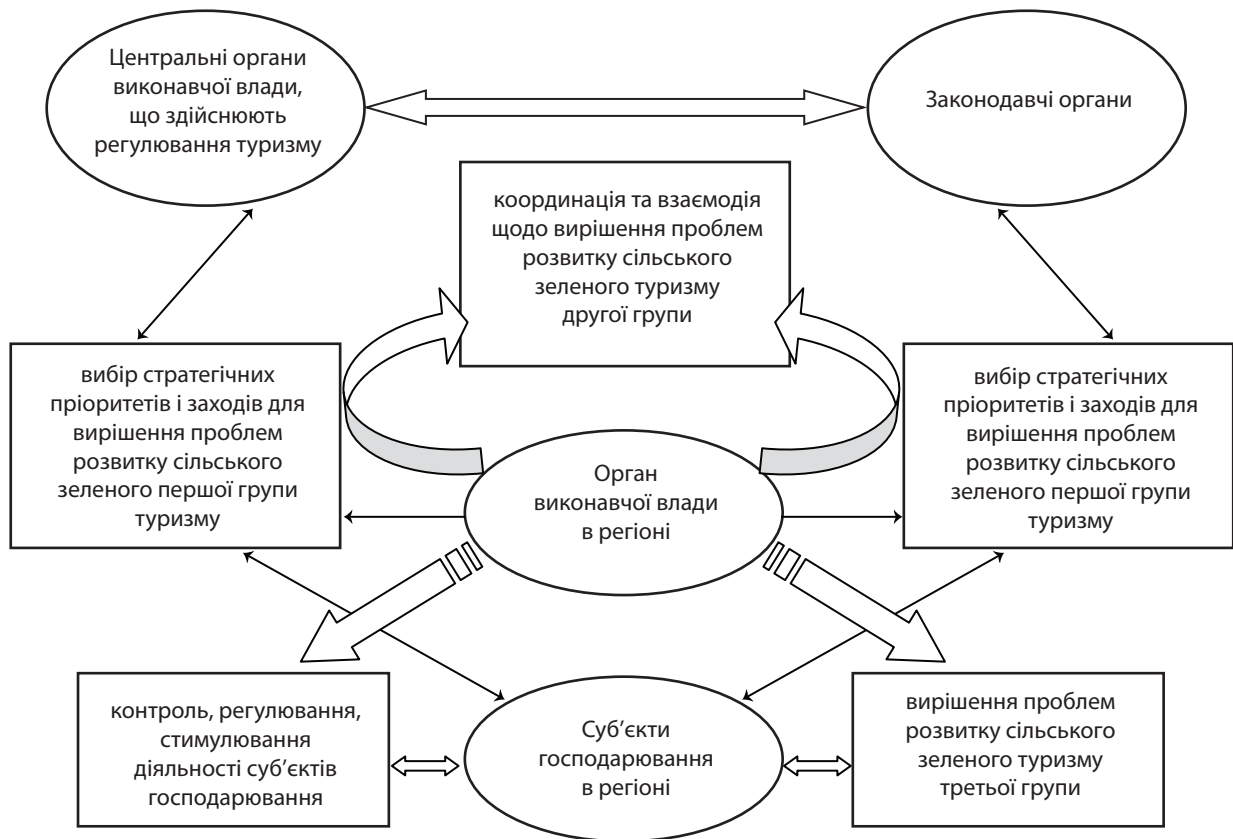 Центральні органи
виконавчої влади,
що здійснюють
регулювання туризму
Законодавчі органи
координація та взаємодія
щодо вирішення проблем
розвитку сільського
зеленого туризму
другої групи
вибір стратегічних
пріоритетів і заходів для
вирішення проблем
розвитку сільського
зеленого першої групи
туризму
Орган
виконавчої влади
в регіоні
вибір стратегічних
пріоритетів і заходів для
вирішення проблем
розвитку сільського
зеленого першої групи
туризму
контроль, регулювання,
стимулювання
діяльності суб’єктів
господарювання
Суб’єкти
господарювання
в регіоні
вирішення проблем
розвитку сільського
зеленого туризму
третьої групи